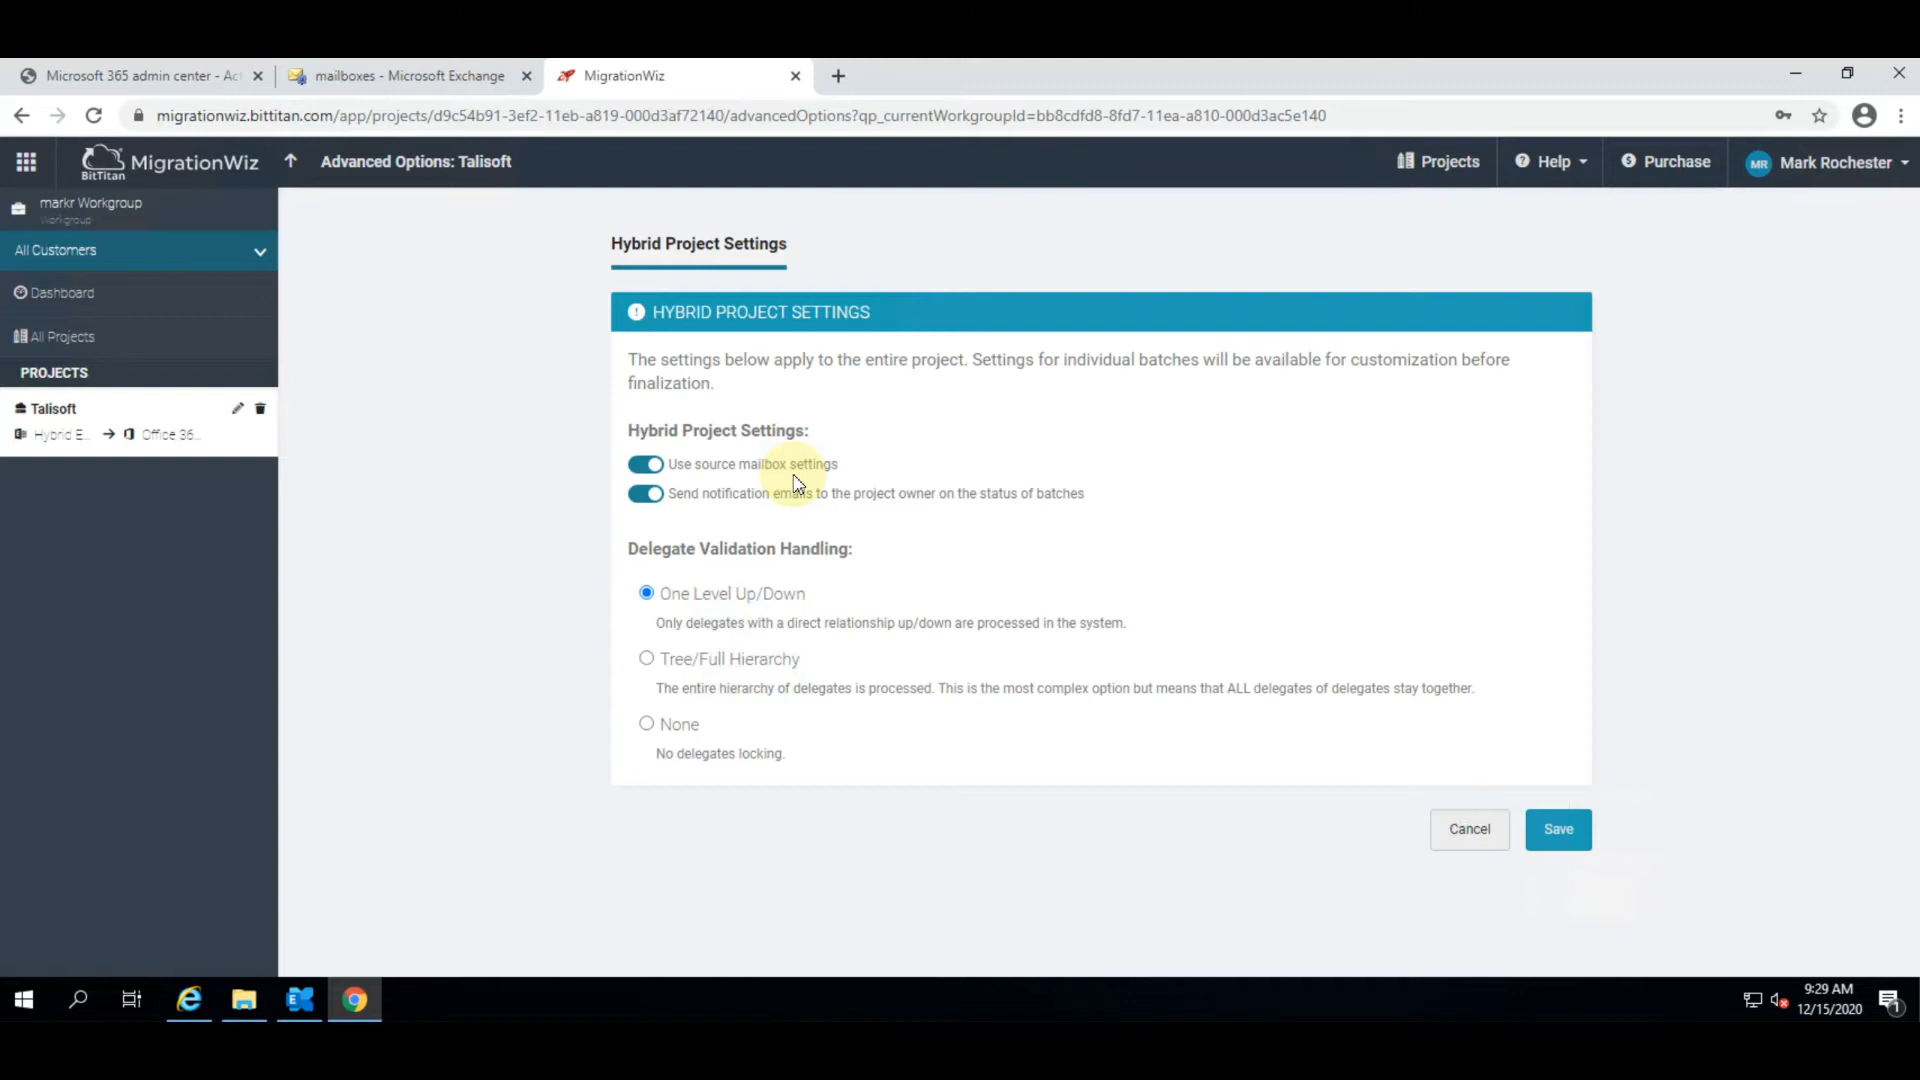 Microsoft 365 admin center - Ac
mailboxes - Microsoft Exchange
MigrationWiz
migrationwiz.bittitan.com/app/projects/d9c54b91-3ef2-11eb-a819-000d3af72140/advancedOptions?qp_currentWorkgroupId=bb8cdfd8-8fd7-11ea-a810-000d3ac5e140
BitTitan MigrationWiz
Advanced Options: Talisoft
Projects
Help
Purchase
MR Mark Rochester
markr Workgroup
Workgroup
All Customers
Dashboard
All Projects
PROJECTS
Talisoft
Hybrid E... Office 36...
Hybrid Project Settings
HYBRID PROJECT SETTINGS
The settings below apply to the entire project. Settings for individual batches will be available for customization before
finalization.
Hybrid Project Settings:
Use source mailbox settings
Send notification emails to the project owner on the status of batches
Delegate Validation Handling:
One Level Up/Down
Only delegates with a direct relationship up/down are processed in the system.
Tree/Full Hierarchy
The entire hierarchy of delegates is processed. This is the most complex option but means that ALL delegates of delegates stay together.
None
No delegates locking.
Cancel
Save
9:29 AM
12/15/2020
1